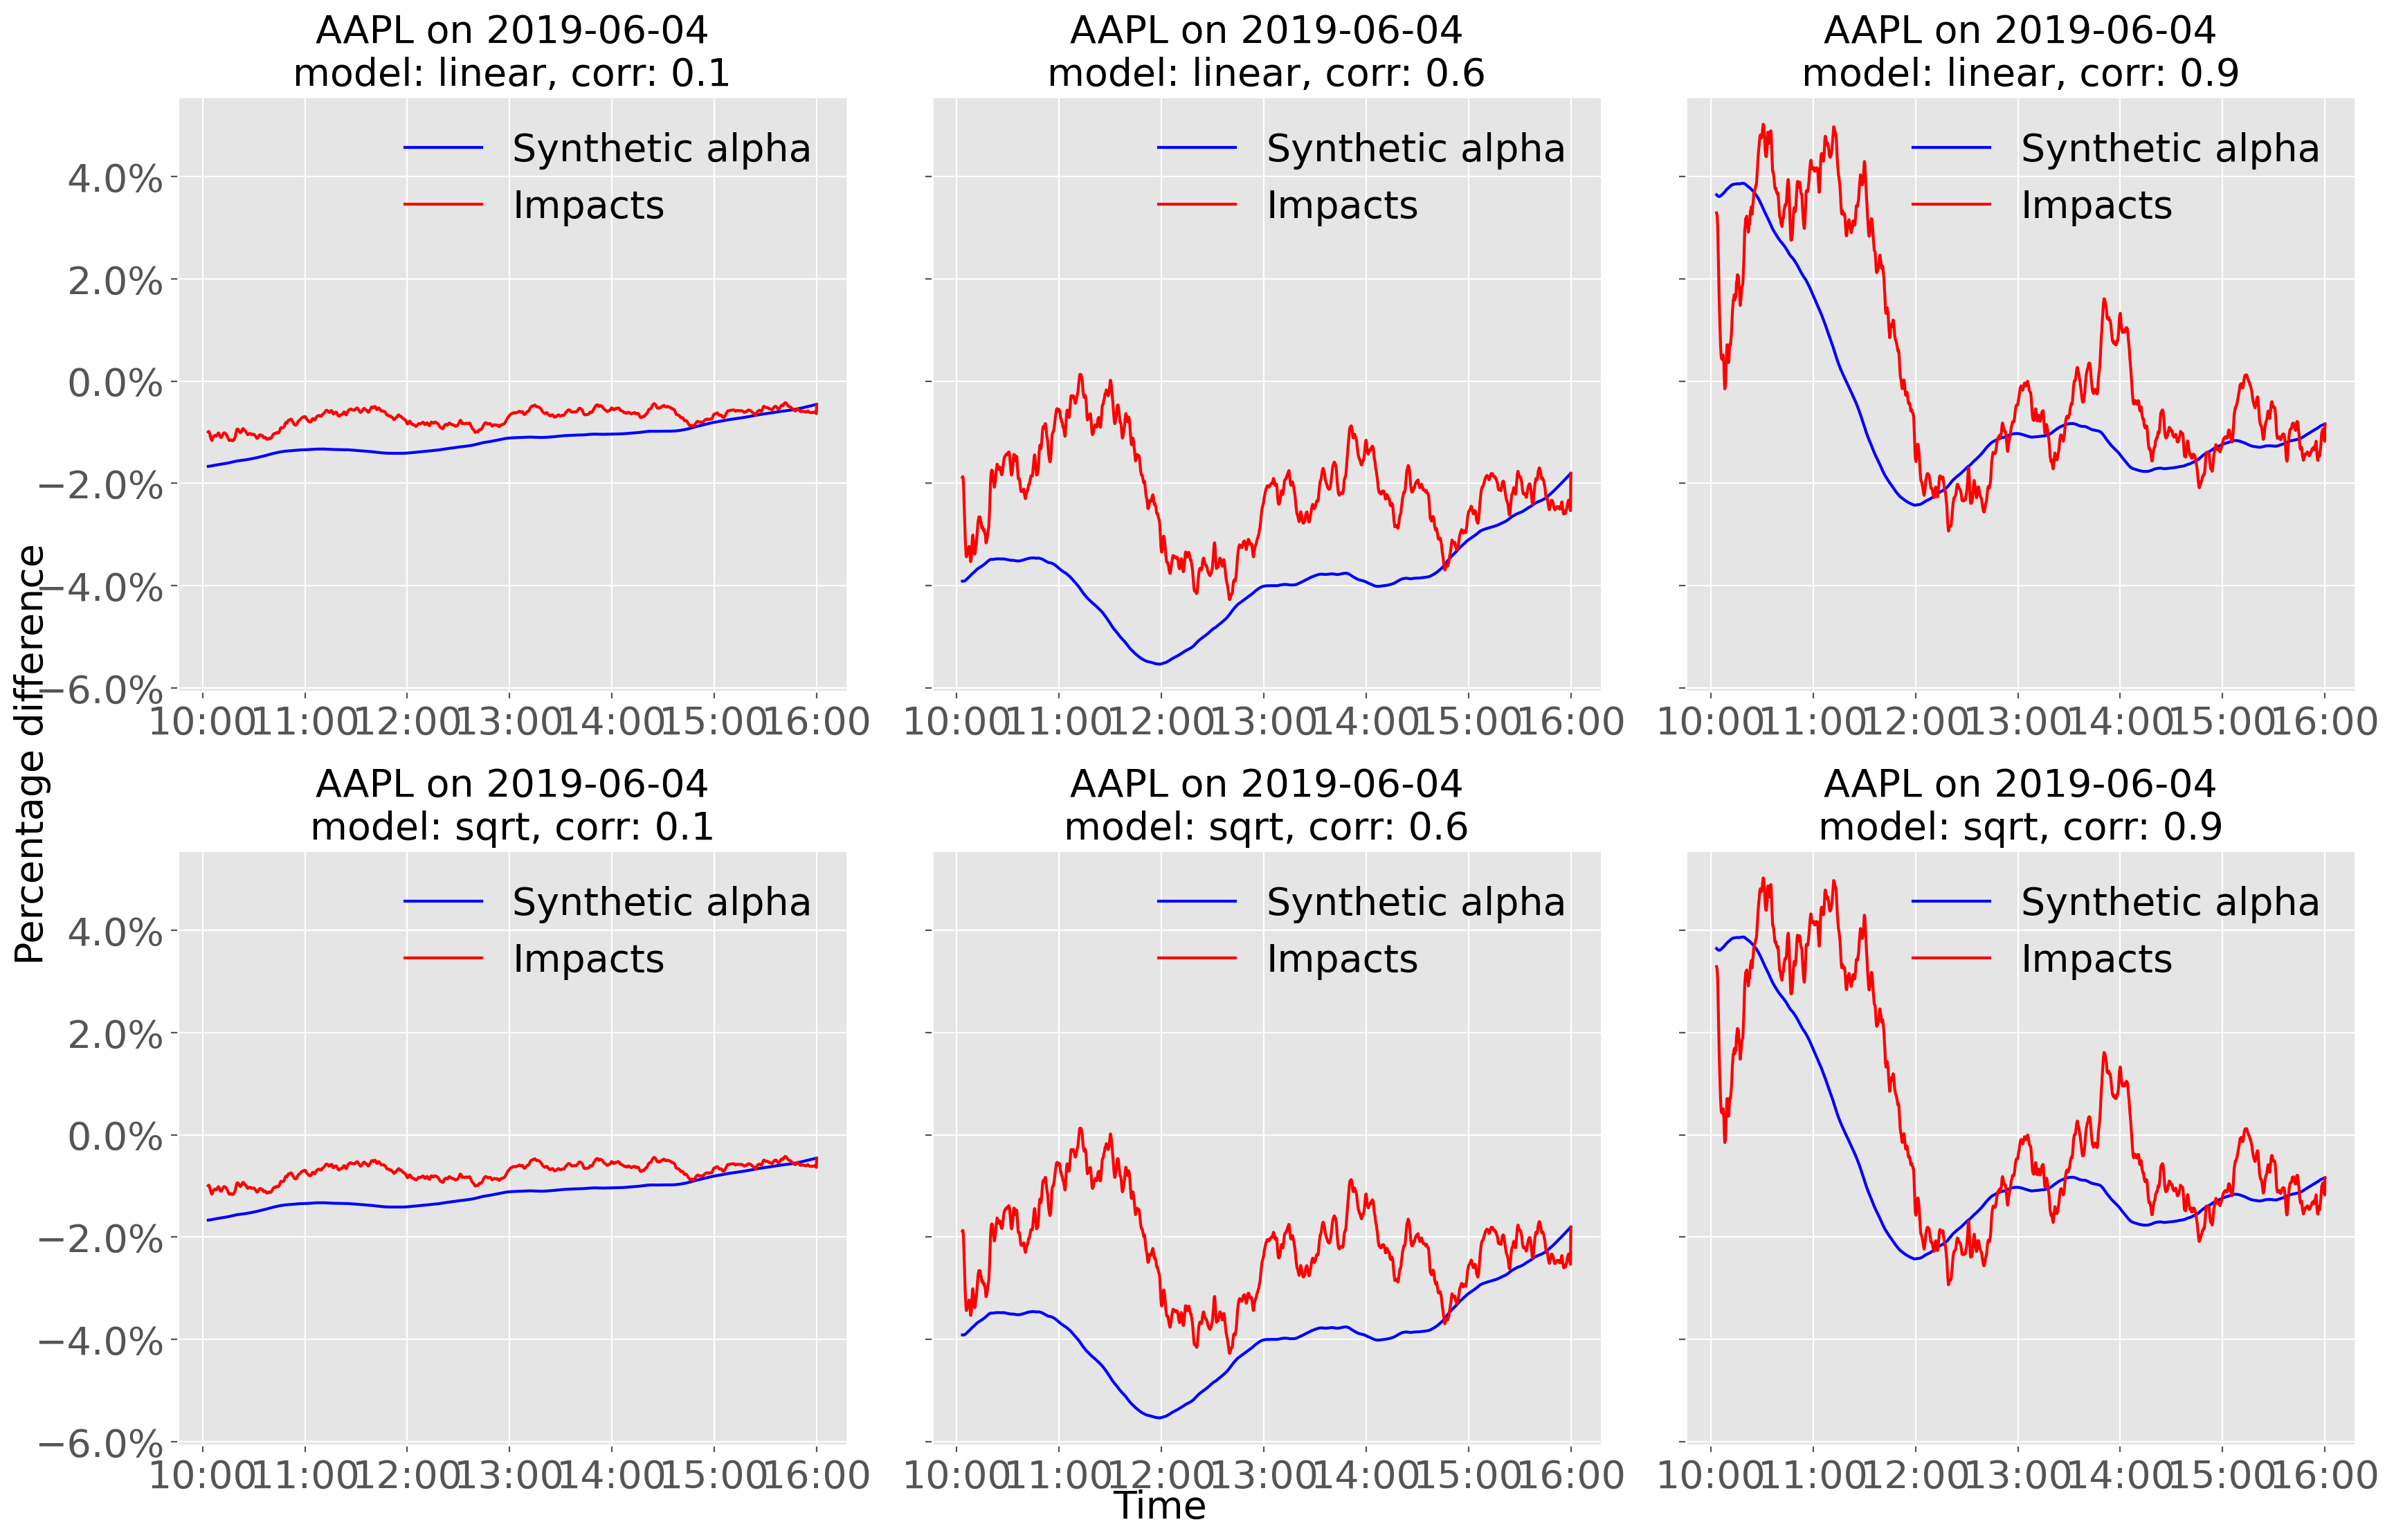 AAPL on 2019-06-04
model: linear, corr: 0.1
AAPL on 2019-06-04
model: linear, corr: 0.6
AAPL on 2019-06-04
model: linear, corr: 0.9
Synthetic alpha
Impacts
Synthetic alpha
Impacts
Synthetic alpha
Impacts
4.0%
2.0%
0.0%
−2.0%
−4.0%
−6.0%
10:00 11:00 12:00 13:00 14:00 15:00 16:00
10:00 11:00 12:00 13:00 14:00 15:00 16:00
10:00 11:00 12:00 13:00 14:00 15:00 16:00
Percentage difference
AAPL on 2019-06-04
model: sqrt, corr: 0.1
AAPL on 2019-06-04
model: sqrt, corr: 0.6
AAPL on 2019-06-04
model: sqrt, corr: 0.9
Synthetic alpha
Impacts
Synthetic alpha
Impacts
Synthetic alpha
Impacts
4.0%
2.0%
0.0%
−2.0%
−4.0%
−6.0%
10:00 11:00 12:00 13:00 14:00 15:00 16:00
10:00 11:00 12:00 13:00 14:00 15:00 16:00
10:00 11:00 12:00 13:00 14:00 15:00 16:00
Time